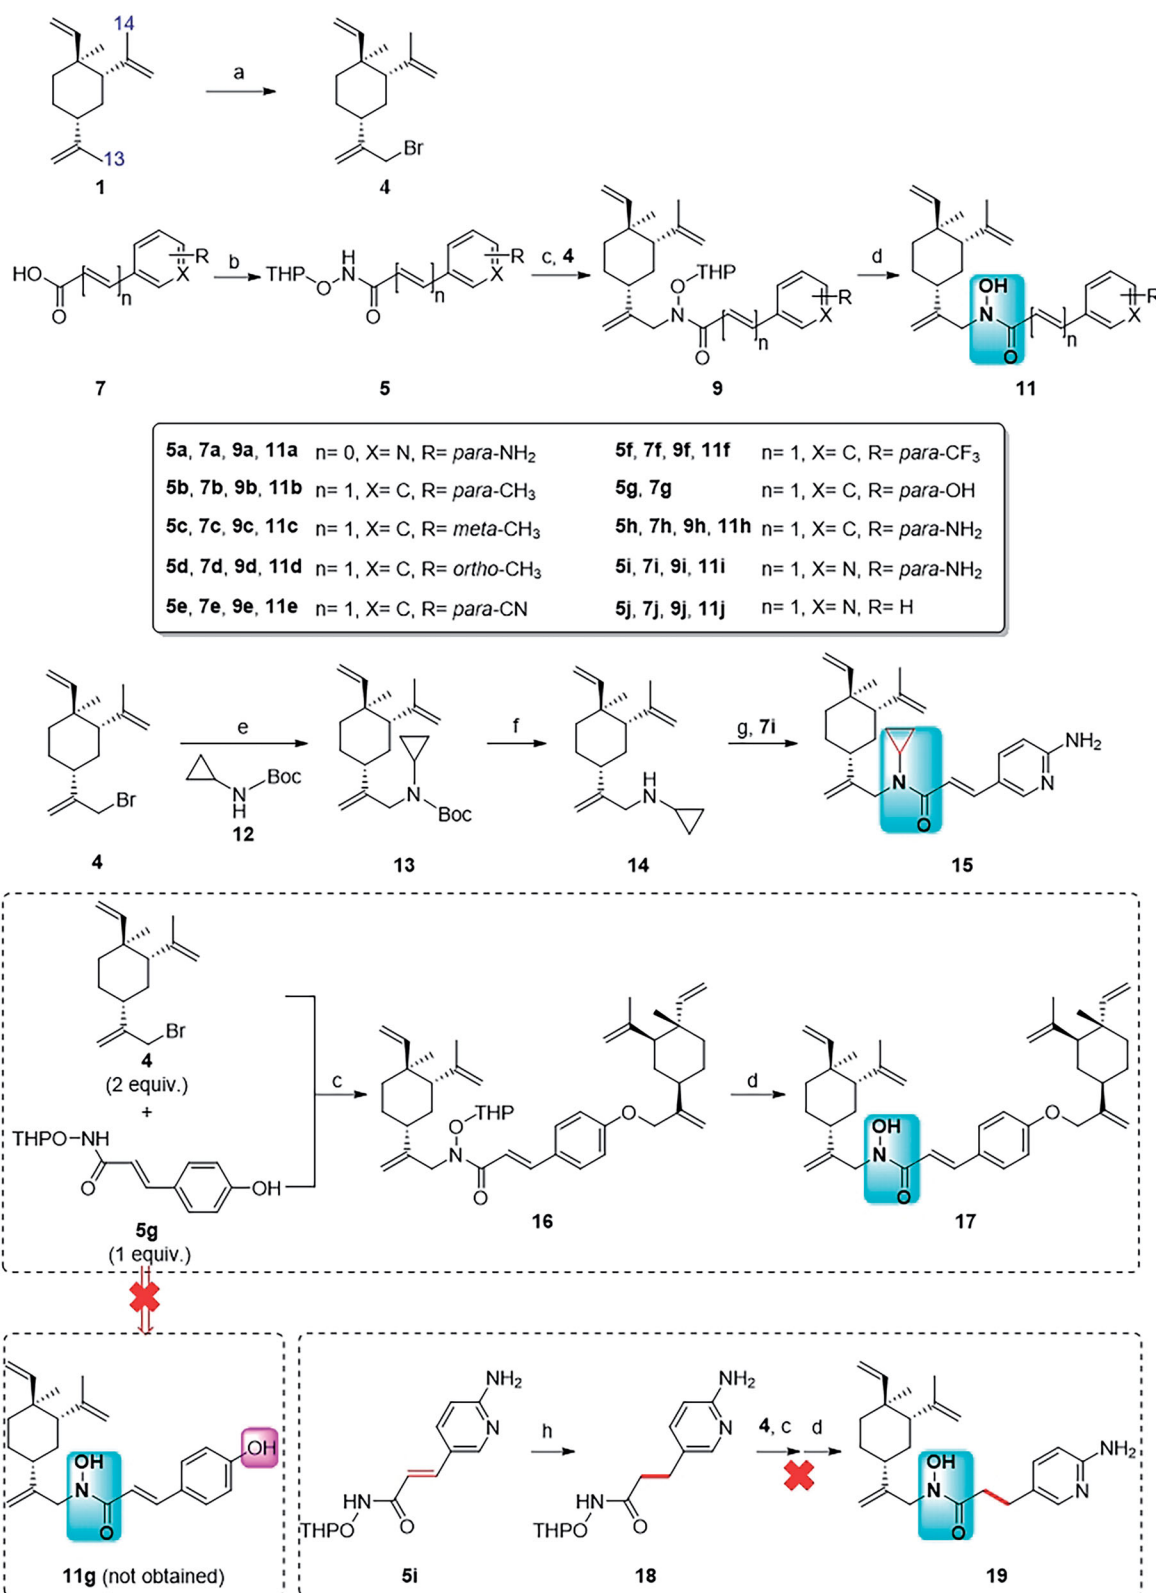 14
a
13
Br
1
4
HO
O
n
X
R
b
THP
O
H
N
O
n
X
R
c, 4
THP
O
N
O
n
X
R
d
OH
N
O
n
X
R
7
5
9
11
5a, 7a, 9a, 11a n= 0, X= N, R= para-NH₂
5b, 7b, 9b, 11b n= 1, X= C, R= para-CH₃
5c, 7c, 9c, 11c n= 1, X= C, R= meta-CH₃
5d, 7d, 9d, 11d n= 1, X= C, R= ortho-CH₃
5e, 7e, 9e, 11e n= 1, X= C, R= para-CN
5f, 7f, 9f, 11f n= 1, X= C, R= para-CF₃
5g, 7g n= 1, X= C, R= para-OH
5h, 7h, 9h, 11h n= 1, X= C, R= para-NH₂
5i, 7i, 9i, 11i n= 1, X= N, R= para-NH₂
5j, 7j, 9j, 11j n= 1, X= N, R= H
Br
e
N
H
Boc
12
N
Boc
f
N
H
g, 7i
N
O
N
NH₂
4
13
14
15
Br
4
(2 equiv.)
+
THPO
NH
O
OH
5g
(1 equiv.)
c
THP
O
N
O
O
16
d
OH
N
O
O
17
OH
N
O
OH
11g (not obtained)
NH₂
N
HN
THPO
O
5i
h
NH₂
N
HN
THPO
O
18
4, c d
OH
N
O
N
NH₂
19